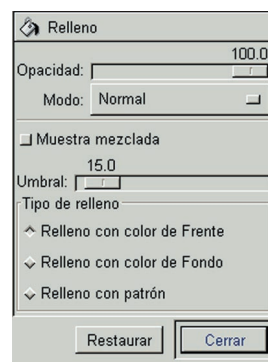 Relleno
100.0
Opacidad:
Modo: Normal
Muestra mezclada
15.0
Umbral:
Tipo de relleno
Relleno con color de Frente
Relleno con color de Fondo
Relleno con patrón
Restaurar Cerrar